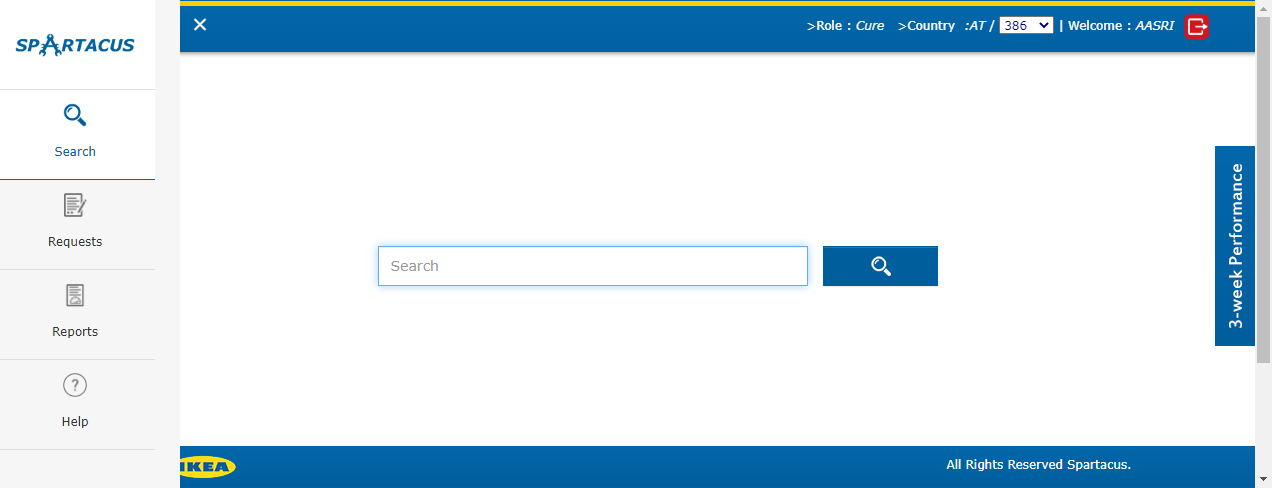 SPARTACUS
>Role : Cure >Country :AT / 386 | Welcome : AASRI
Search
Requests
Reports
Help
Search
3-week Performance
IKEA
All Rights Reserved Spartacus.